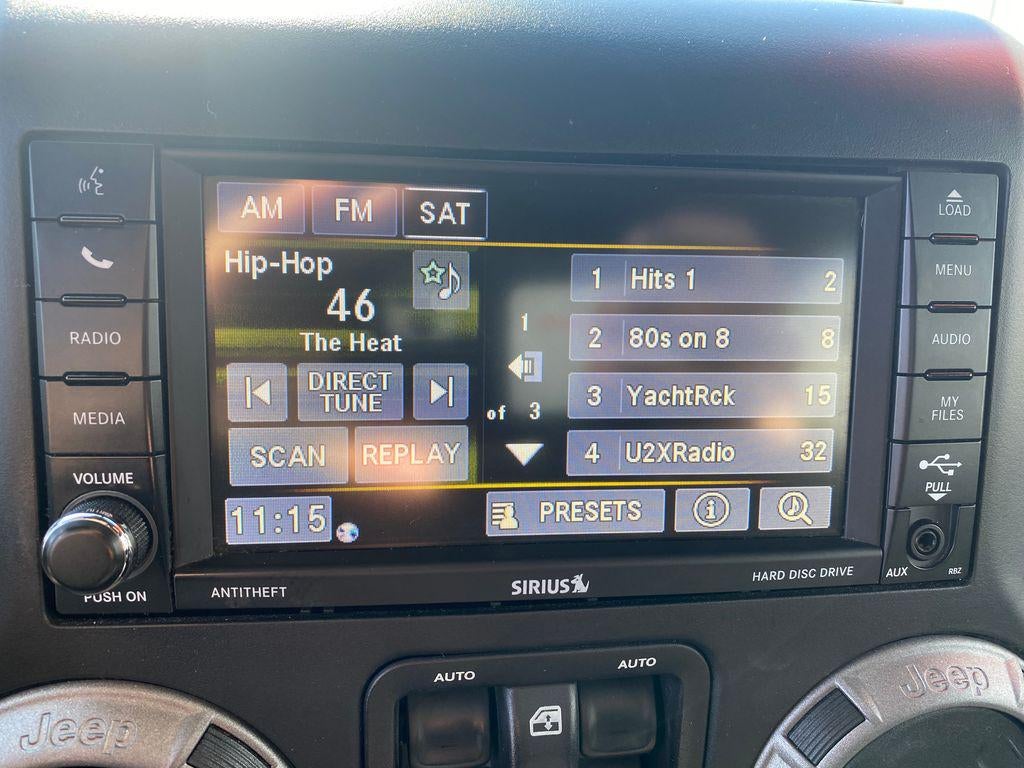 AM FM SAT
Hip-Hop
46
The Heat
DIRECT
TUNE
SCAN REPLAY
11:15
1
of 3
1 Hits 1 2
2 80s on 8 8
3 YachtRck 15
4 U2XRadio 32
PRESETS
RADIO
MEDIA
VOLUME
PUSH ON
LOAD
MENU
AUDIO
MY
FILES
PULL
AUX
RBZ
ANTITHEFT
SIRIUS
HARD DISC DRIVE
AUTO
AUTO
Jeep
Jeep